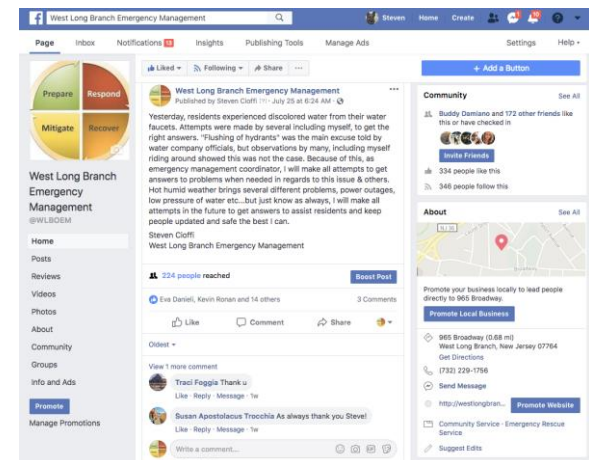 West Long Branch Emergency Management
Steven Home Create
Page Inbox Notifications 13 Insights Publishing Tools Manage Ads Settings Help
Prepare Respond
Mitigate Recover
West Long Branch
Emergency
Management
@WLBOEM
Home
Posts
Reviews
Videos
Photos
About
Community
Groups
Info and Ads
Promote
Manage Promotions
Liked Following Share ...
West Long Branch Emergency Management
Published by Steven Cioffi [?] · July 25 at 6:24 AM ·
Yesterday, residents experienced discolored water from their water
faucets. Attempts were made by several including myself, to get the
right answers. "Flushing of hydrants" was the main excuse told by
water company officials, but observations by many, including myself
riding around showed this was not the case. Because of this, as
emergency management coordinator, I will make all attempts to get
answers to problems when needed in regards to this issue & others.
Hot humid weather brings several different problems, power outages,
low pressure of water etc...but just know as always, I will make all
attempts in the future to get answers to assist residents and keep
people updated and safe the best I can.
Steven Cioffi
West Long Branch Emergency Management
224 people reached
Boost Post
Eva Danieli, Kevin Ronan and 14 others 3 Comments
Like Comment Share
Oldest
View 1 more comment
Traci Foggia Thank u
Like · Reply · Message · 1w
Susan Apostolacus Trocchia As always thank you Steve!
Like · Reply · Message · 1w
Write a comment...
+ Add a Button
Community See All
Buddy Damiano and 172 other friends like
this or have checked in
Invite Friends
334 people like this
346 people follow this
About See All
Promote your business locally to lead people
directly to 965 Broadway.
Promote Local Business
965 Broadway (0.68 mi)
West Long Branch, New Jersey 07764
Get Directions
(732) 229-1756
Send Message
http://westlongbran...
Promote Website
Community Service · Emergency Rescue
Service
Suggest Edits